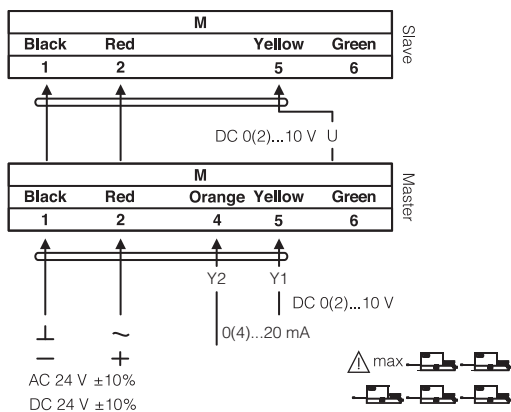 M
Black Red Yellow Green
1 2 5 6
Slave
DC 0(2)...10 V U
M
Black Red Orange Yellow Green
1 2 4 5 6
Master
Y2 Y1
DC 0(2)...10 V
0(4)...20 mA
⊥ ~
− +
AC 24 V ±10%
DC 24 V ±10%
⚠ max